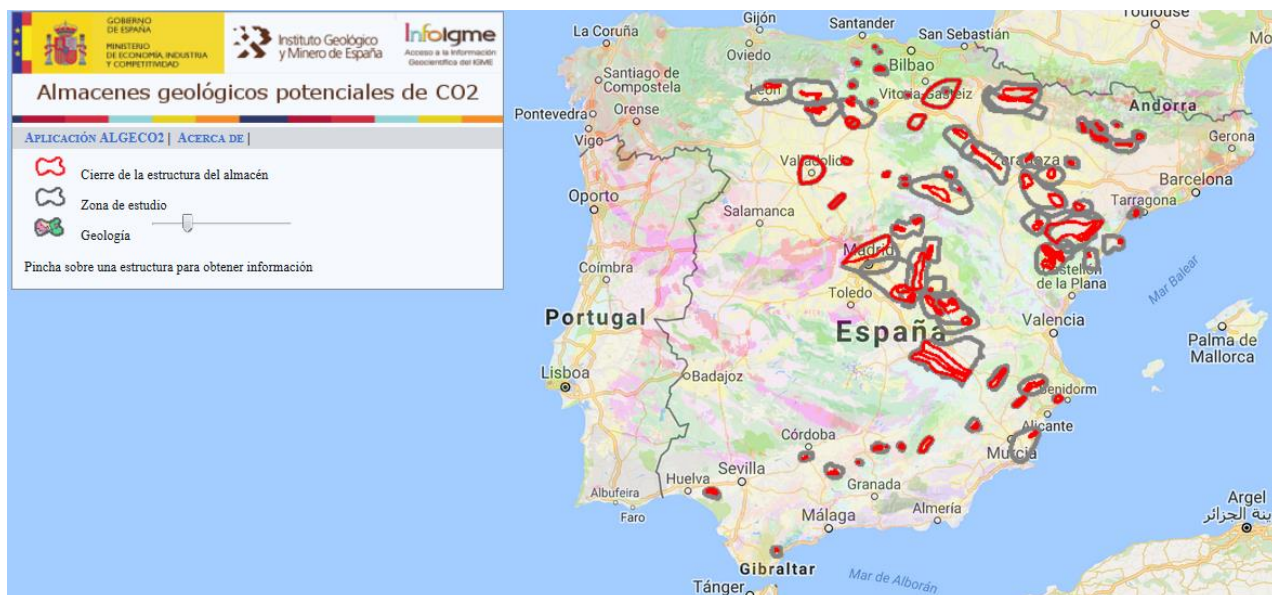 GOBIERNO
DE ESPAÑA
MINISTERIO
DE ECONOMÍA, INDUSTRIA
Y COMPETITIVIDAD
Instituto Geológico
y Minero de España
InfoIgme
Acceso a la Información
Geocientífica del IGME
Almacenes geológicos potenciales de CO2
APLICACIÓN ALGECO2 | ACERCA DE |
Cierre de la estructura del almacén
Zona de estudio
Geología
Pincha sobre una estructura para obtener información
Toulouse
Gijón
Santander
La Coruña
San Sebastián
Oviedo
Bilbao
Santiago de
Compostela
León
Vitoria-Gasteiz
Andorra
Pontevedra
Orense
Gerona
Vigo
Valladolid
Zaragoza
Barcelona
Oporto
Tarragona
Salamanca
Madrid
Coímbra
Castellón
de la Plana
Toledo
Mar Balear
Portugal
España
Valencia
Palma de
Mallorca
Lisboa
Badajoz
Benidorm
Alicante
Córdoba
Murcia
Huelva
Sevilla
Granada
Albufeira
Faro
Almería
Argel
Málaga
Gibraltar
Mar de Alborán
Tánger